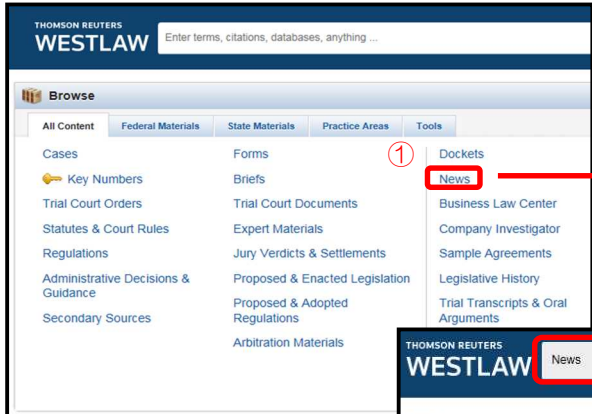 THOMSON REUTERS
WESTLAW
Enter terms, citations, databases, anything ...
Browse
All Content Federal Materials State Materials Practice Areas Tools
Cases
Key Numbers
Trial Court Orders
Statutes & Court Rules
Regulations
Administrative Decisions &
Guidance
Secondary Sources
Forms
Briefs
Trial Court Documents
Expert Materials
Jury Verdicts & Settlements
Proposed & Enacted Legislation
Proposed & Adopted
Regulations
Arbitration Materials
①
Dockets
News
Business Law Center
Company Investigator
Sample Agreements
Legislative History
Trial Transcripts & Oral
Arguments
THOMSON REUTERS
WESTLAW
News